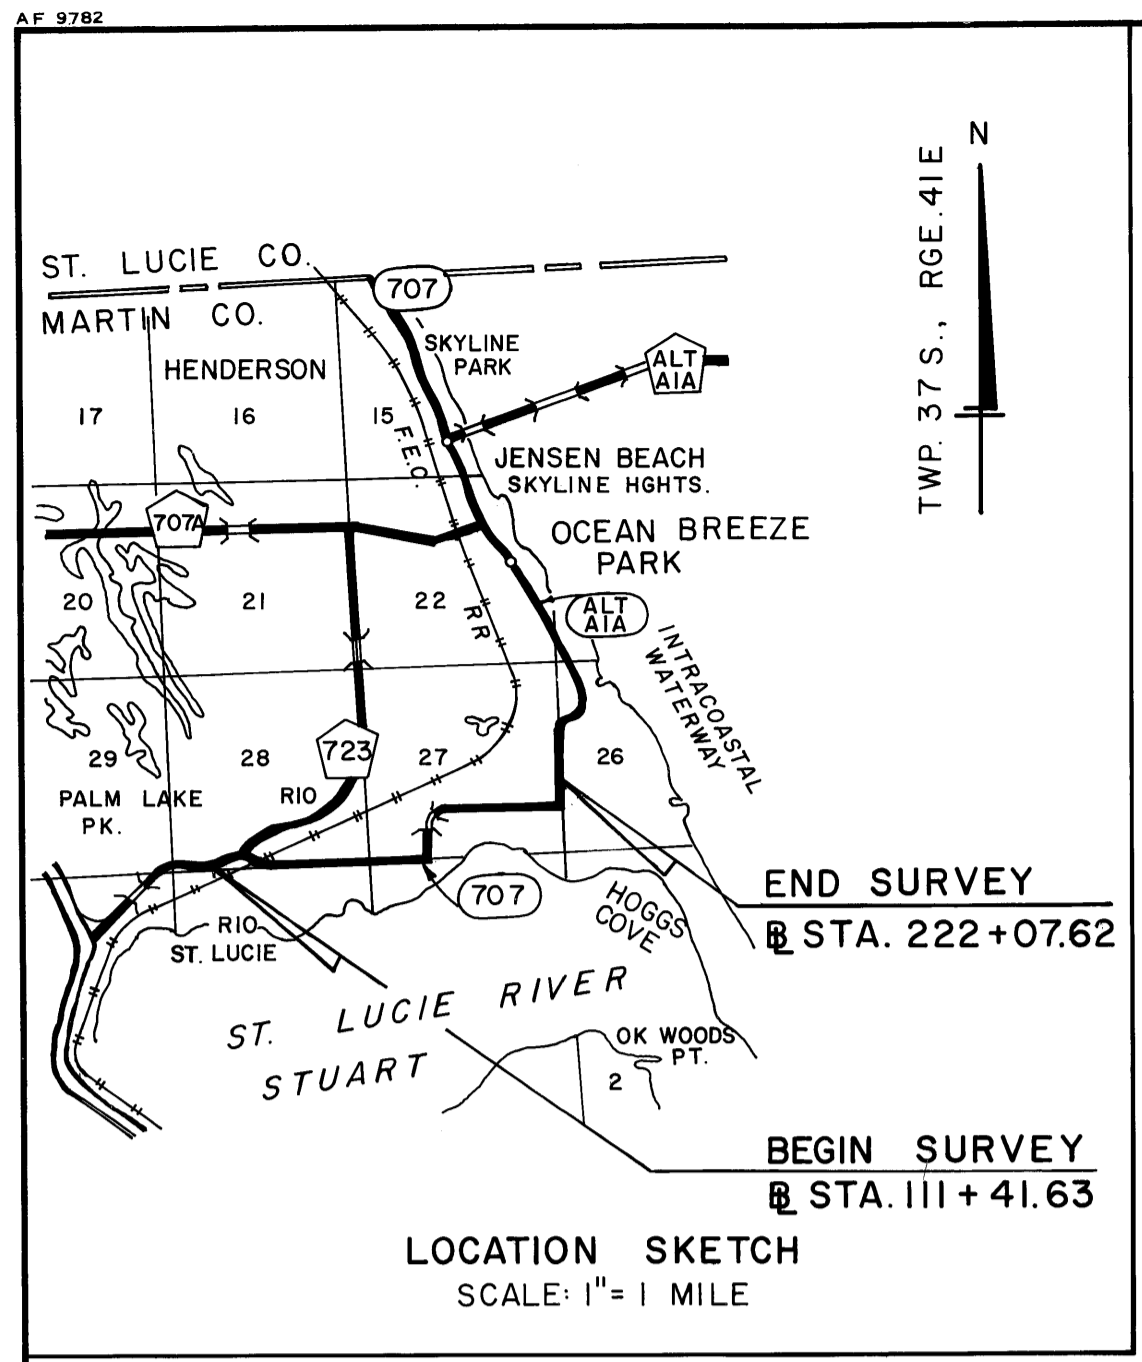 AF 9782
N
TWP. 37 S., RGE. 41 E
ST. LUCIE CO.
707
MARTIN CO.
SKYLINE
PARK
HENDERSON
ALT
A1A
17
16
15
F.E.C.
JENSEN BEACH
SKYLINE HGHTS.
707A
OCEAN BREEZE
PARK
20
21
22
RR
ALT
A1A
INTRACOASTAL
WATERWAY
29
28
723
27
26
PALM LAKE
PK.
RIO
707
HOGGS
COVE
END SURVEY
BL STA. 222+07.62
RIO
ST. LUCIE
ST. LUCIE RIVER
STUART
OK WOODS
PT.
2
BEGIN SURVEY
BL STA. 111+41.63
LOCATION SKETCH
SCALE: 1"= 1 MILE